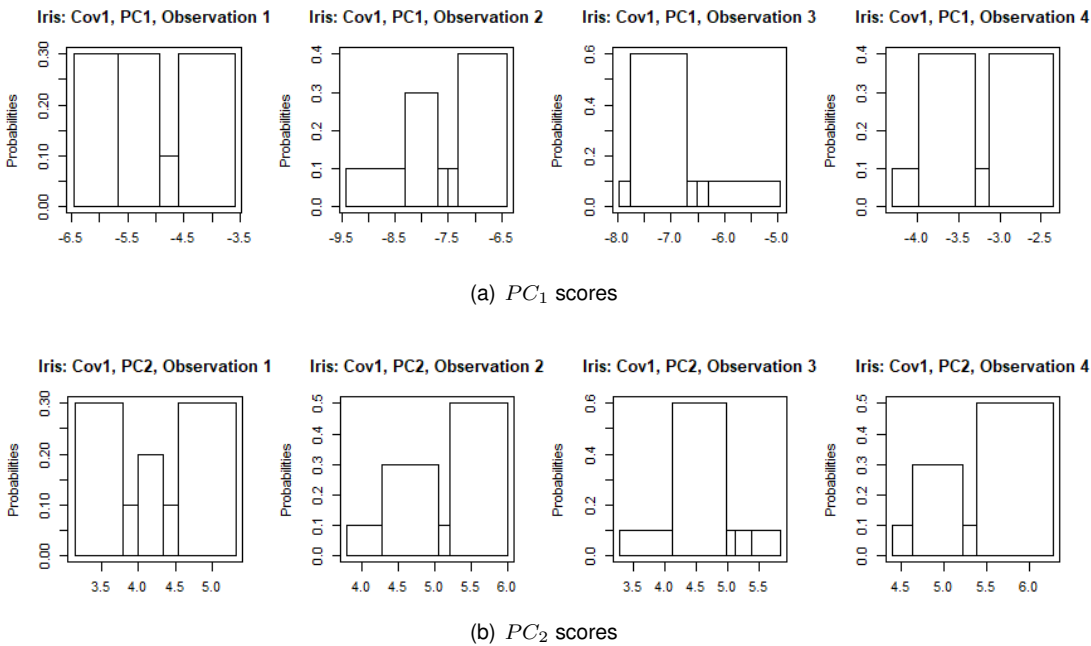 Iris: Cov1, PC1, Observation 1 Iris: Cov1, PC1, Observation 2 Iris: Cov1, PC1, Observation 3 Iris: Cov1, PC1, Observation 4
Probabilities Probabilities Probabilities Probabilities
0.30 0.4 0.6 0.4
0.3 0.3
0.20 0.4
0.2 0.2
0.10 0.2
0.1 0.1
0.00 0.0 0.0 0.0
-6.5 -5.5 -4.5 -3.5 -9.5 -8.5 -7.5 -6.5 -8.0 -7.0 -6.0 -5.0 -4.0 -3.5 -3.0 -2.5
(a) PC1 scores
Iris: Cov1, PC2, Observation 1 Iris: Cov1, PC2, Observation 2 Iris: Cov1, PC2, Observation 3 Iris: Cov1, PC2, Observation 4
Probabilities Probabilities Probabilities Probabilities
0.30 0.5 0.6 0.5
0.4 0.4
0.20 0.3 0.4 0.3
0.2 0.2
0.10 0.1 0.2 0.1
0.00 0.0 0.0 0.0
3.5 4.0 4.5 5.0 4.0 4.5 5.0 5.5 6.0 3.5 4.0 4.5 5.0 5.5 4.5 5.0 5.5 6.0
(b) PC2 scores